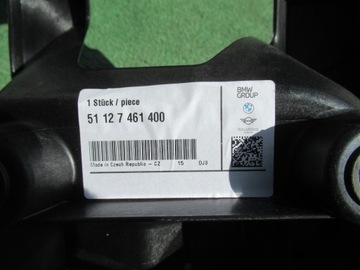 1 Stück / piece
BMW
GROUP
51 12 7 461 400
Made in Czech Republic - CZ 15 DJ3